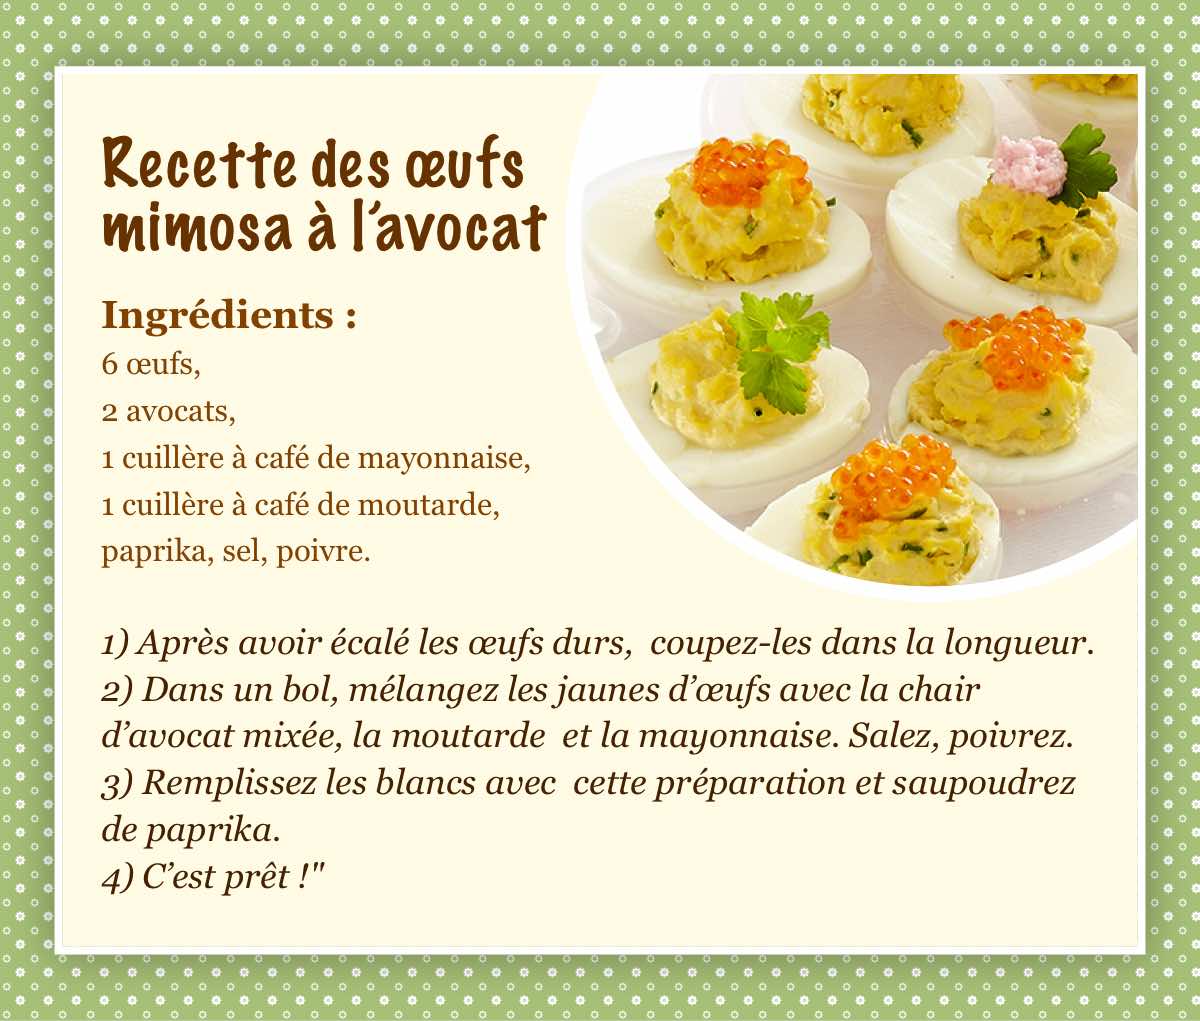 Recette des œufs
mimosa à l’avocat
Ingrédients :
6 œufs,
2 avocats,
1 cuillère à café de mayonnaise,
1 cuillère à café de moutarde,
paprika, sel, poivre.
1) Après avoir écalé les œufs durs,  coupez-les dans la longueur.
2) Dans un bol, mélangez les jaunes d’œufs avec la chair
d’avocat mixée, la moutarde  et la mayonnaise. Salez, poivrez.
3) Remplissez les blancs avec  cette préparation et saupoudrez
de paprika.
4) C’est prêt !"